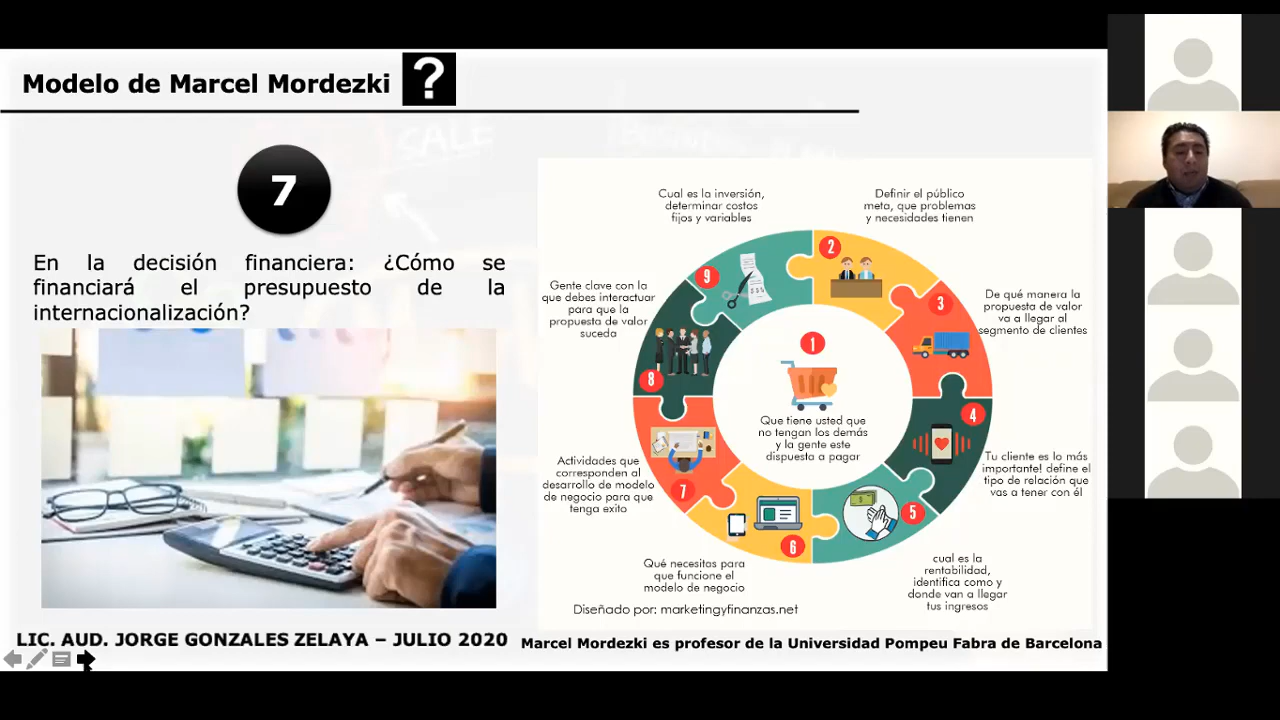 Modelo de Marcel Mordezki ?
7
En la decisión financiera: ¿Cómo se
financiará el presupuesto de la
internacionalización?
Cual es la inversión,
determinar costos
fijos y variables
Definir el público
meta, que problemas
y necesidades tienen
Gente clave con la
que debes interactuar
para que la
propuesta de valor
suceda
De qué manera la
propuesta de valor
va a llegar al
segmento de clientes
9
2
3
8
1
4
Que tiene usted que
no tengan los demás
y la gente este
dispuesta a pagar
Actividades que
corresponden al
desarrollo de modelo
de negocio para que
tenga exito
Tu cliente es lo más
importante! define el
tipo de relación que
vas a tener con él
7
6
5
Qué necesitas para
que funcione el
modelo de negocio
cual es la
rentabilidad,
identifica como y
donde van a llegar
tus ingresos
Diseñado por: marketingyfinanzas.net
LIC. AUD. JORGE GONZALES ZELAYA – JULIO 2020
Marcel Mordezki es profesor de la Universidad Pompeu Fabra de Barcelona